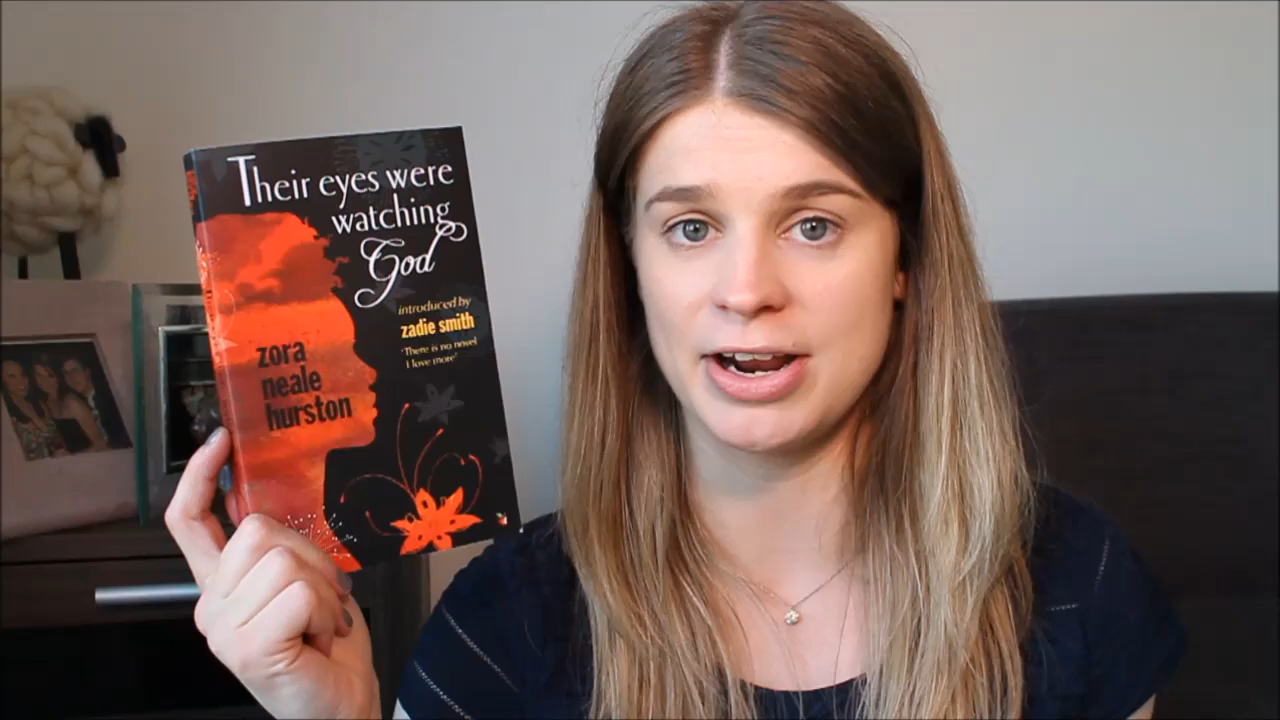 Their eyes were
watching
God
introduced by
zadie smith
'There is no novel
I love more'
zora
neale
hurston